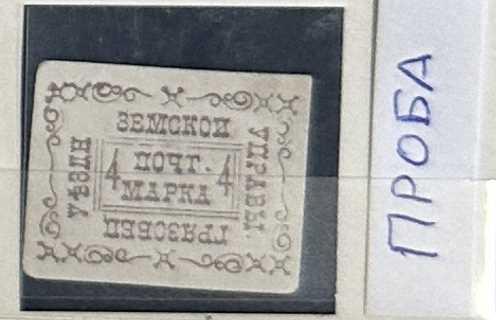 ГРЯЗОВЕЦ
УѢЗДН
ЗЕМСКОЙ
УПРАВЫ.
4 ПОЧТ. 4
МАРКА
ПРОБА